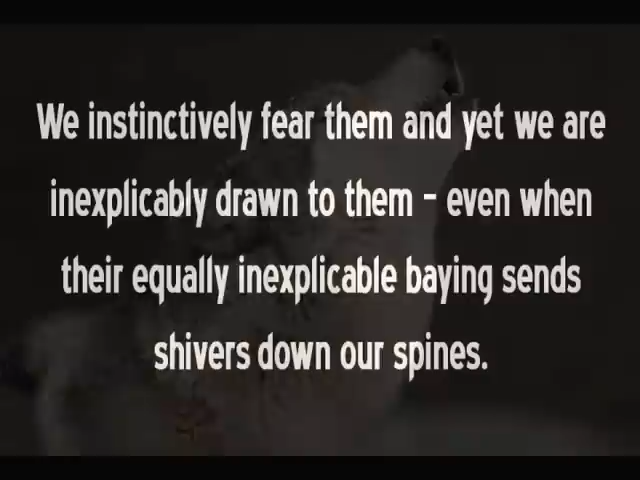 We instinctively fear them and yet we are
inexplicably drawn to them - even when
their equally inexplicable baying sends
shivers down our spines.